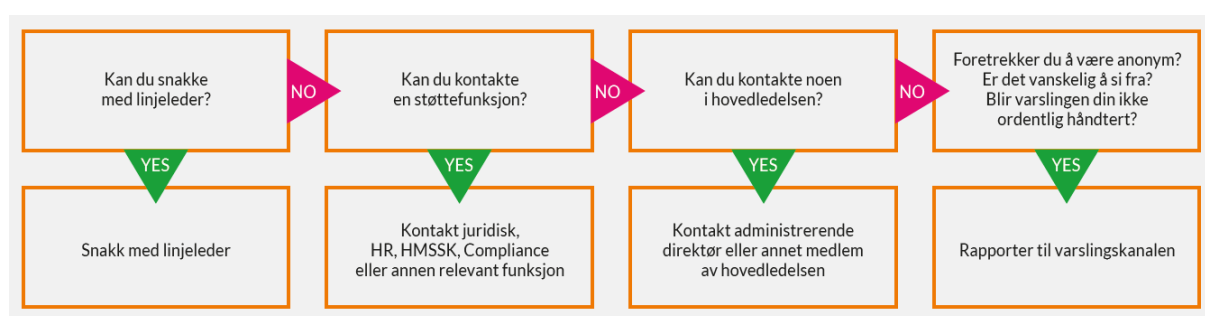 Kan du snakke
med linjeleder?
NO
Kan du kontakte
en støttefunksjon?
NO
Kan du kontakte noen
i hovedledelsen?
NO
Foretrekker du å være anonym?
Er det vanskelig å si fra?
Blir varslingen din ikke
ordentlig håndtert?
YES
YES
YES
YES
Snakk med linjeleder
Kontakt juridisk,
HR, HMSSK, Compliance
eller annen relevant funksjon
Kontakt administrerende
direktør eller annet medlem
av hovedledelsen
Rapporter til varslingskanalen